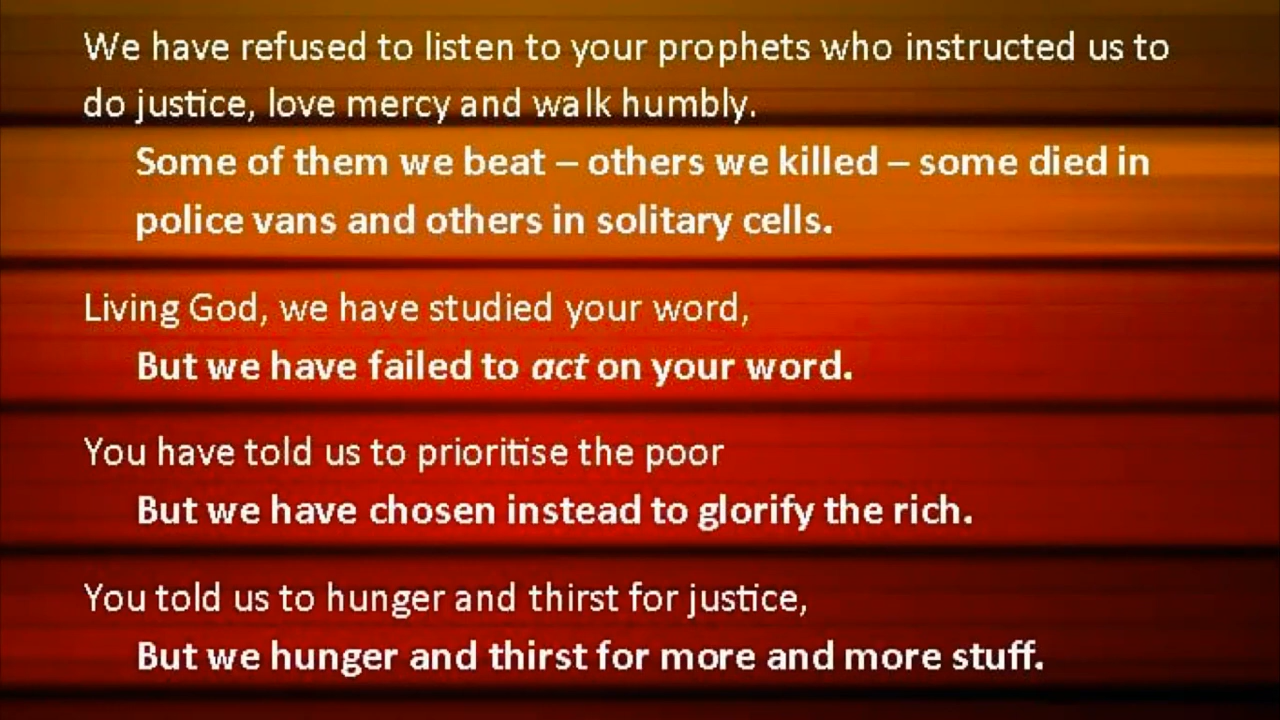 We have refused to listen to your prophets who instructed us to
do justice, love mercy and walk humbly.
Some of them we beat – others we killed – some died in
police vans and others in solitary cells.
Living God, we have studied your word,
But we have failed to act on your word.
You have told us to prioritise the poor
But we have chosen instead to glorify the rich.
You told us to hunger and thirst for justice,
But we hunger and thirst for more and more stuff.